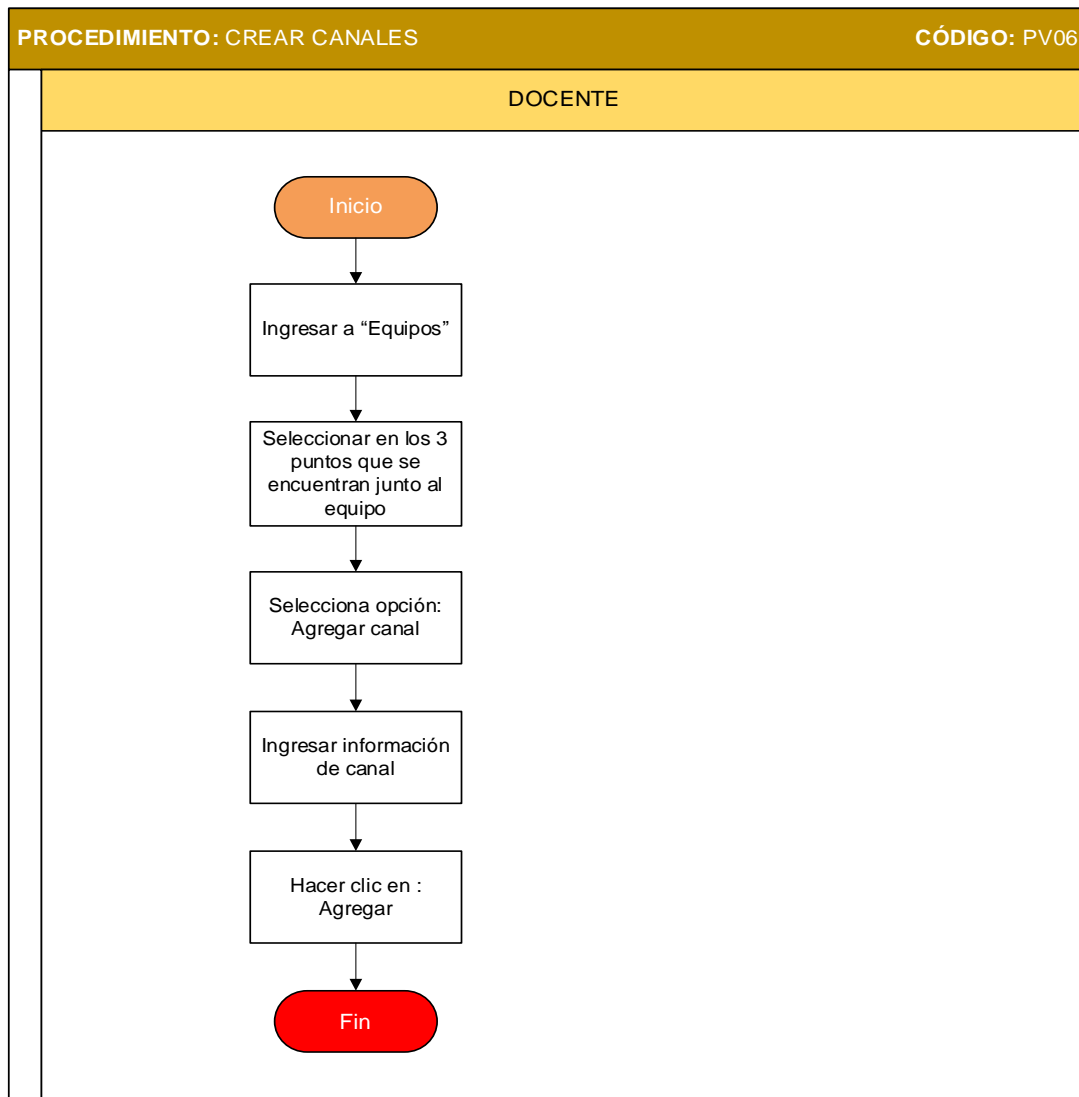 PROCEDIMIENTO: CREAR CANALES CÓDIGO: PV06
DOCENTE
Inicio
Ingresar a “Equipos”
Seleccionar en los 3
puntos que se
encuentran junto al
equipo
Selecciona opción:
Agregar canal
Ingresar información
de canal
Hacer clic en :
Agregar
Fin